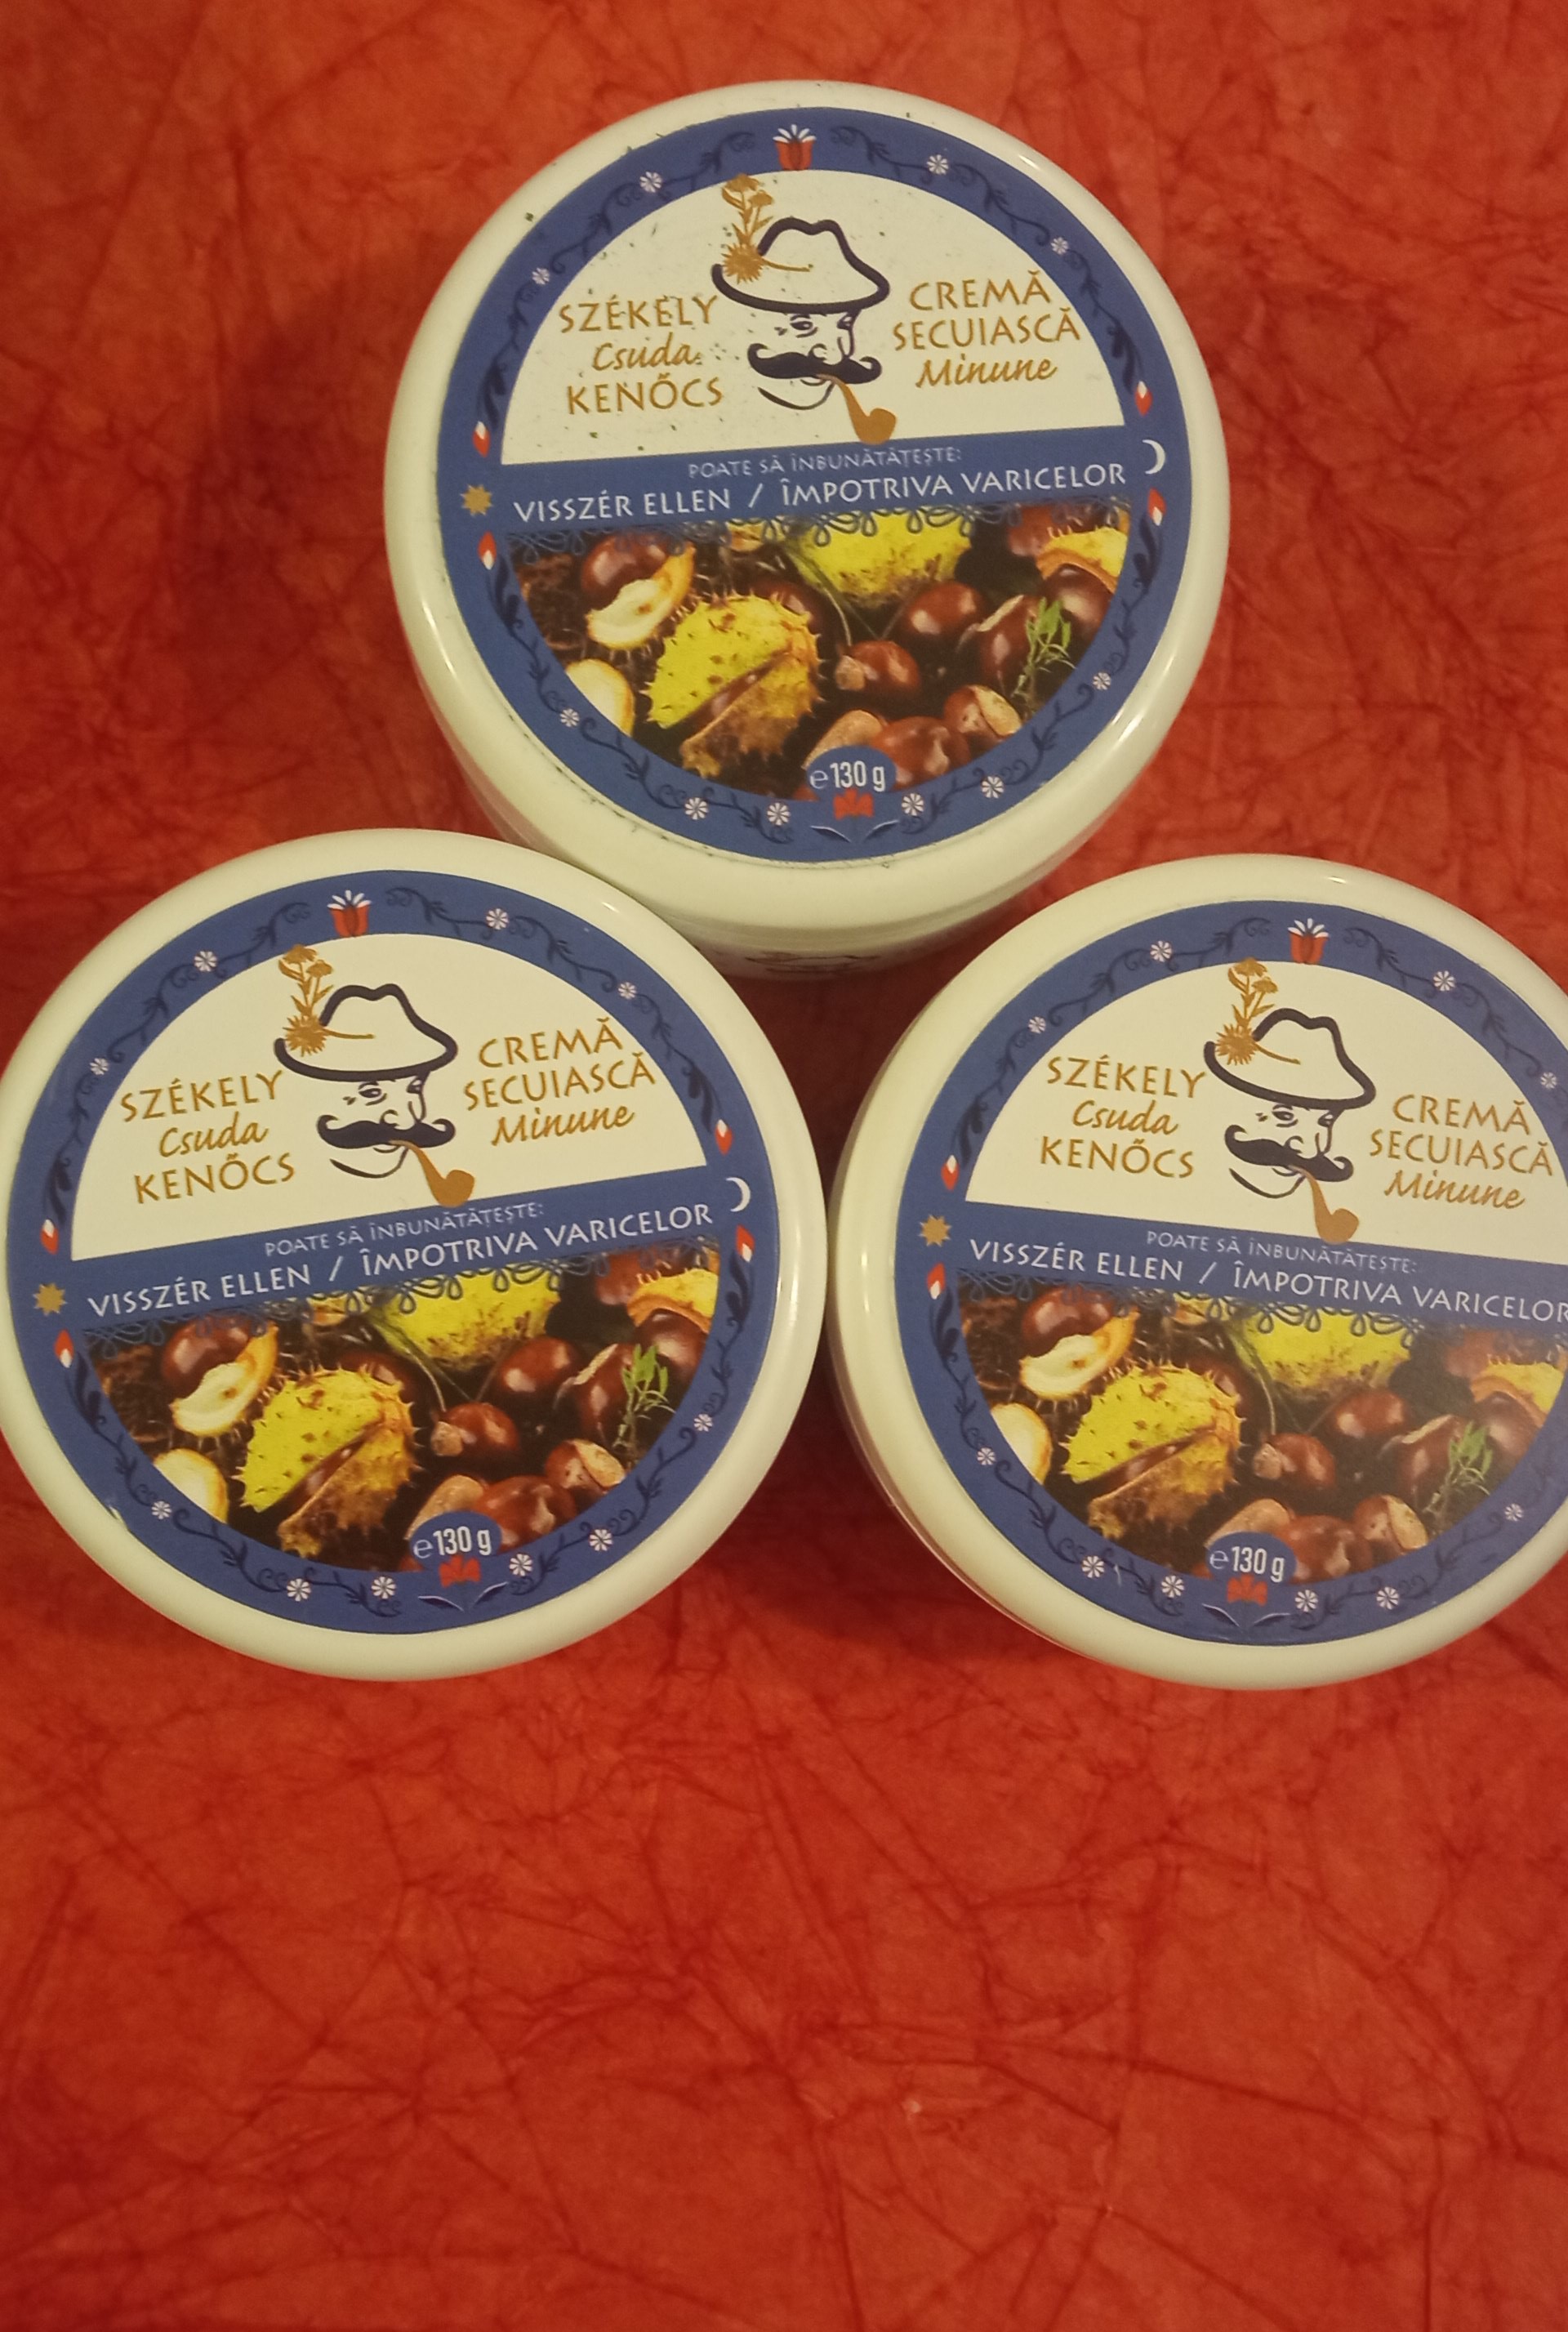 SZÉKELY
Csuda
KENŐCS
CREMĂ
SECUIASCĂ
Minune
POATE SĂ ÎNBUNĂTĂȚEȘTE:
VISSZÉR ELLEN / ÎMPOTRIVA VARICELOR
℮130 g
SZÉKELY
Csuda
KENŐCS
CREMĂ
SECUIASCĂ
Minune
POATE SĂ ÎNBUNĂTĂȚEȘTE:
VISSZÉR ELLEN / ÎMPOTRIVA VARICELOR
℮130 g
SZÉKELY
Csuda
KENŐCS
CREMĂ
SECUIASCĂ
Minune
POATE SĂ ÎNBUNĂTĂȚEȘTE:
VISSZÉR ELLEN / ÎMPOTRIVA VARICELOR
℮130 g